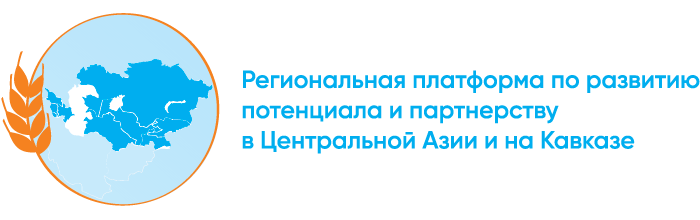 Региональная платформа по развитию
потенциала и партнерству
в Центральной Азии и на Кавказе